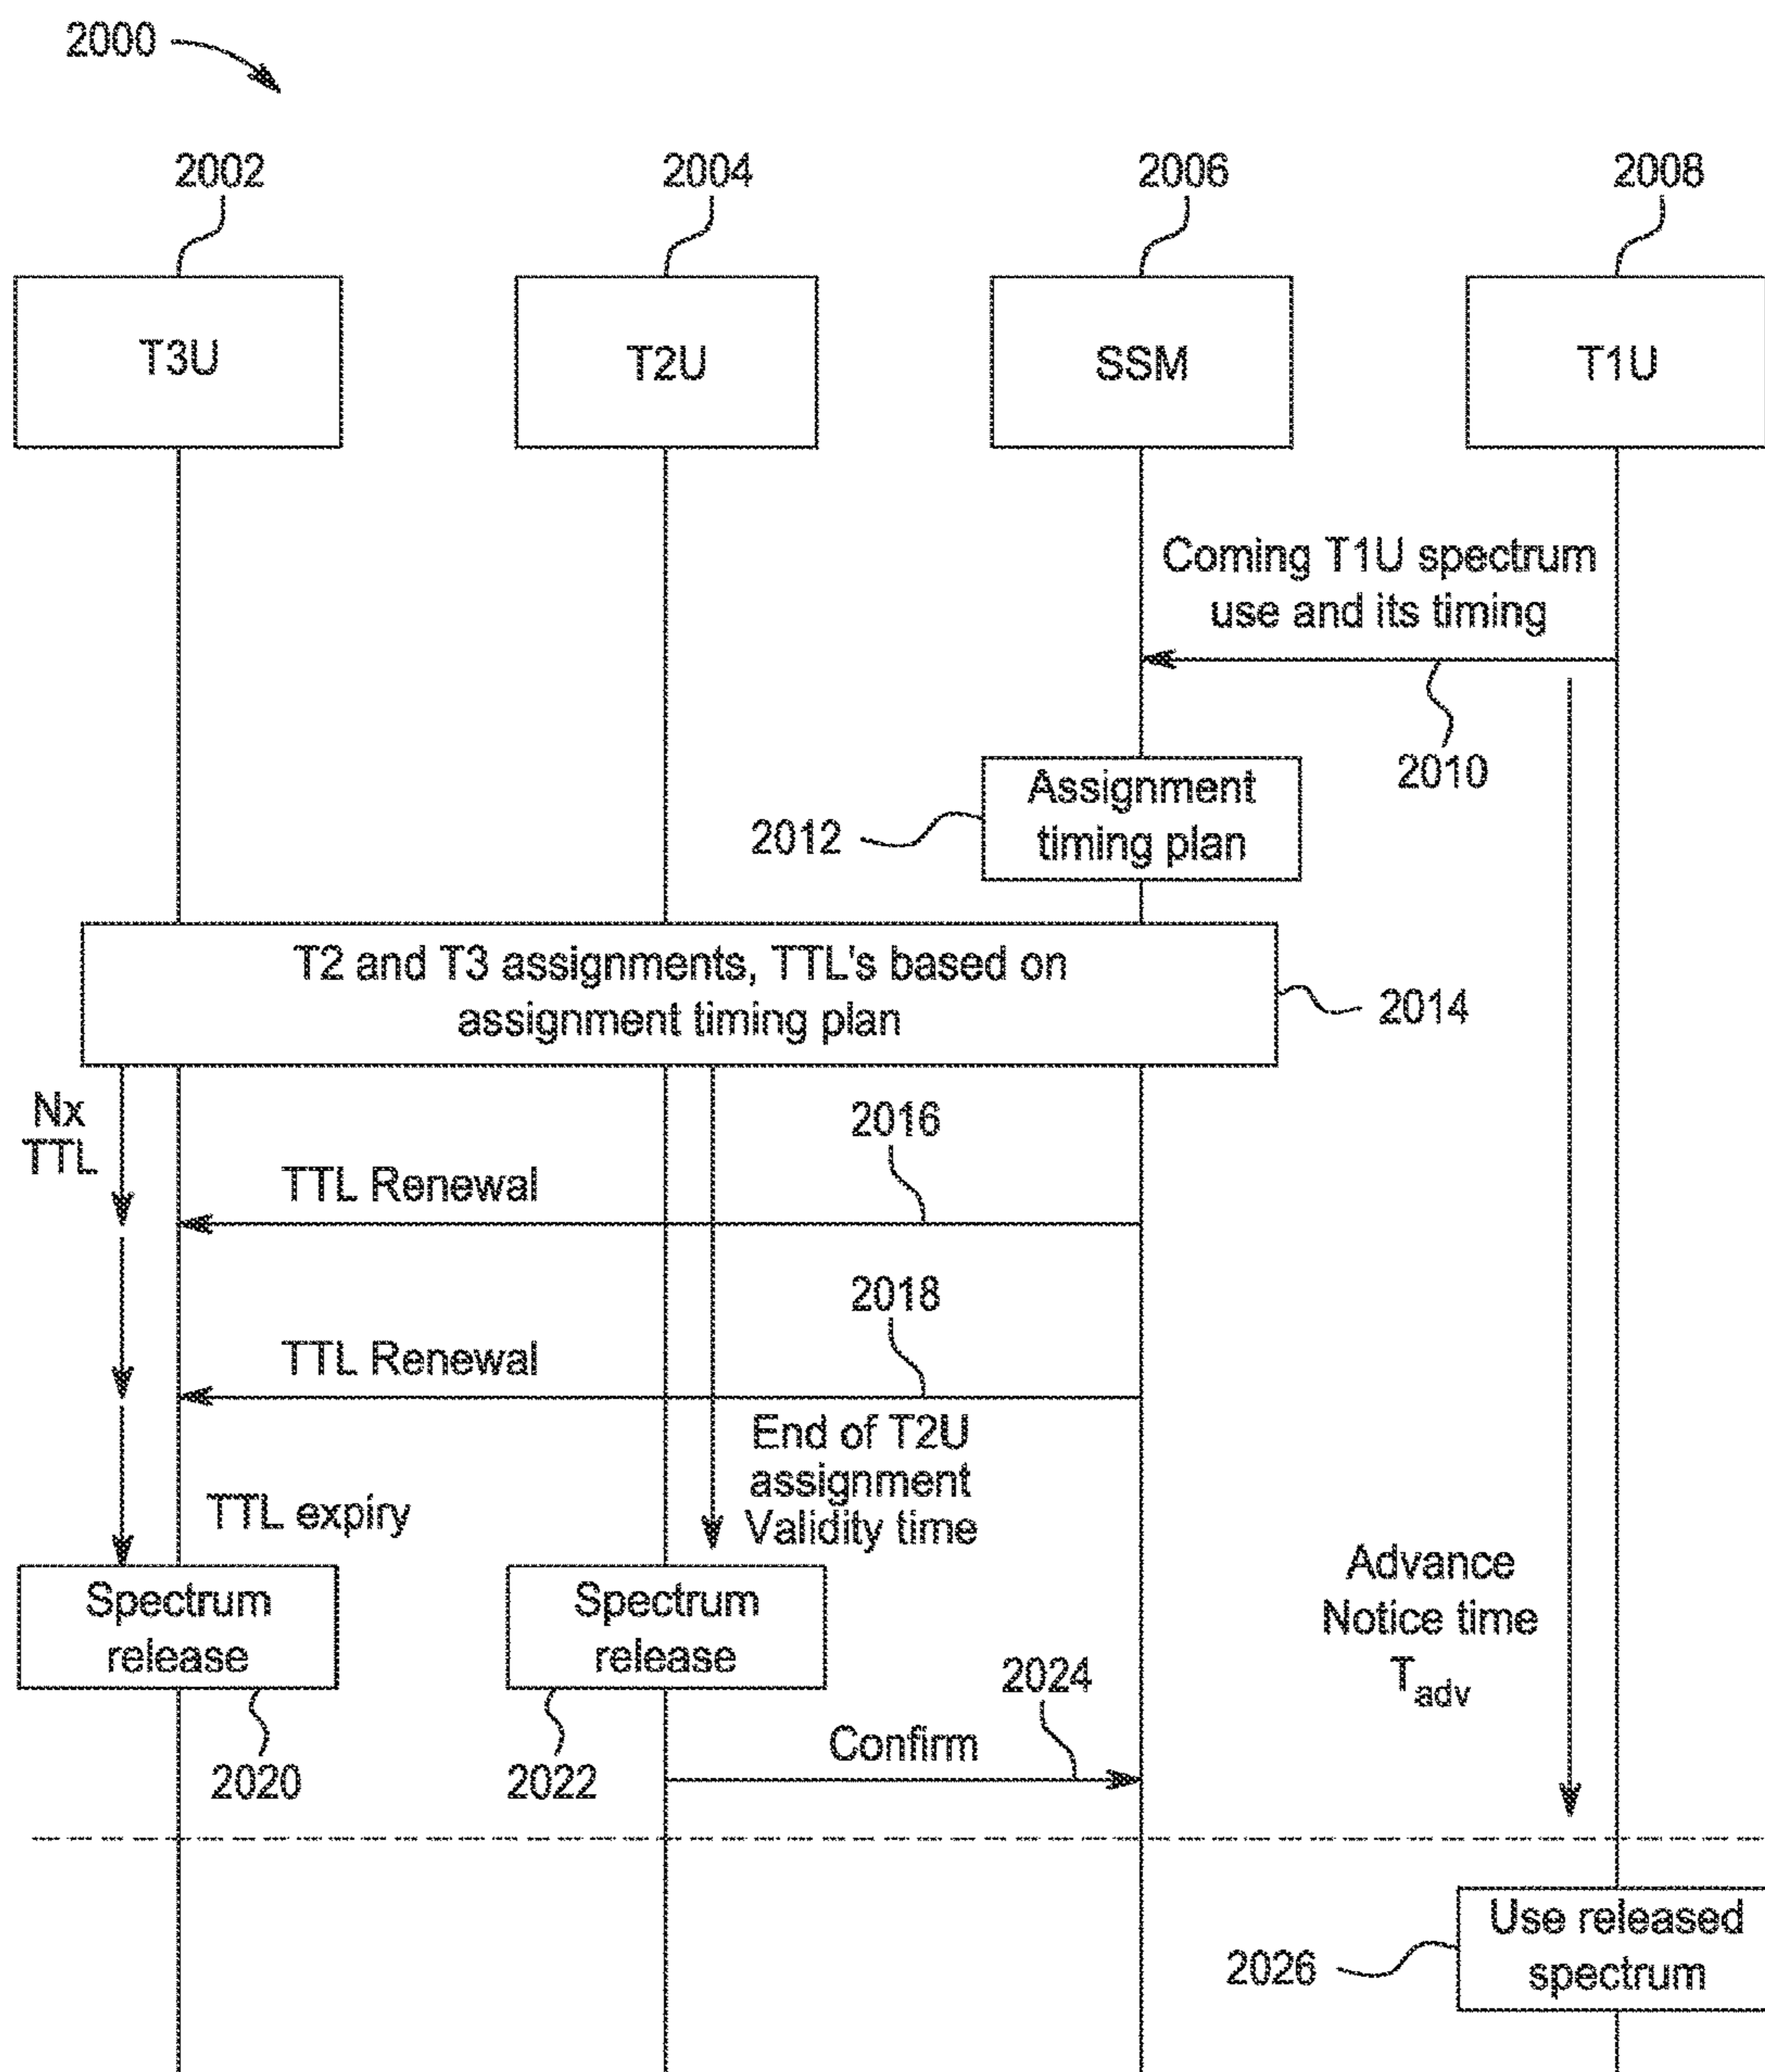 2000
2002
2004
2006
2008
T3U
T2U
SSM
T1U
Coming T1U spectrum
use and its timing
2010
Assignment
timing plan
2012
T2 and T3 assignments, TTL's based on
assignment timing plan
2014
Nx
TTL
2016
TTL Renewal
2018
TTL Renewal
End of T2U
assignment
Validity time
TTL expiry
Spectrum
release
Spectrum
release
Advance
Notice time
Tadv
2020
2022
2024
Confirm
Use released
spectrum
2026